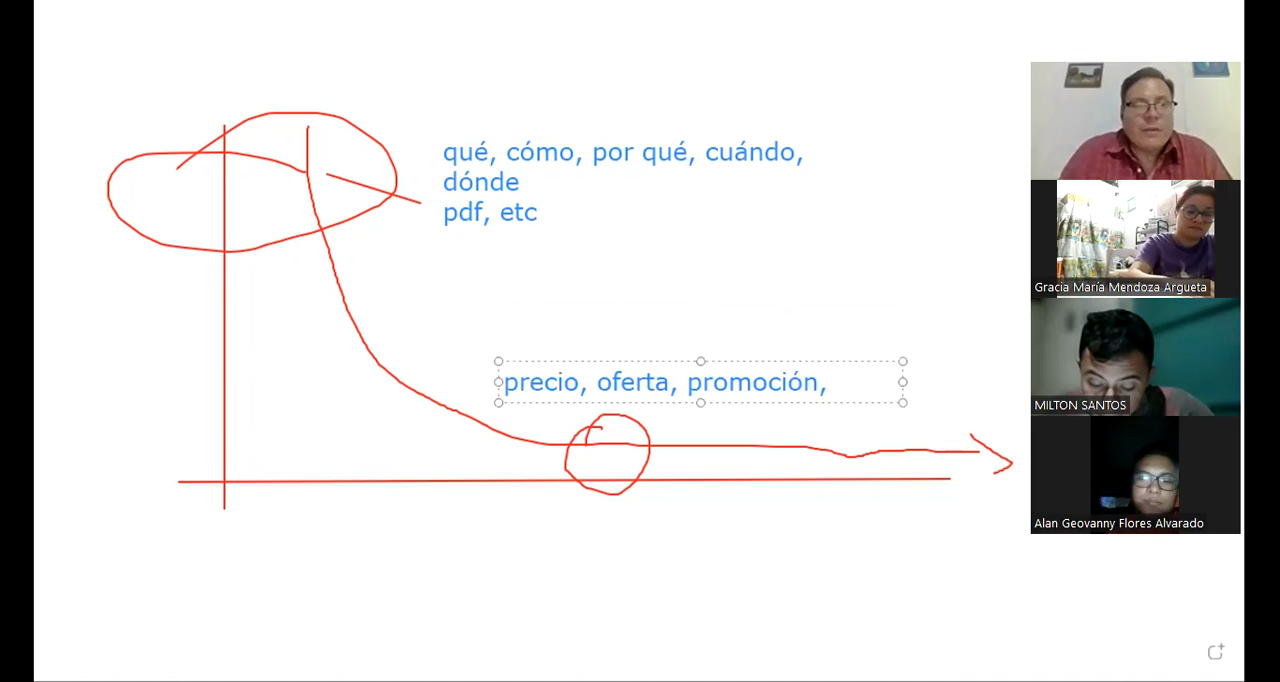 qué, cómo, por qué, cuándo,
dónde
pdf, etc
precio, oferta, promoción,
Gracia María Mendoza Argueta
MILTON SANTOS
Alan Geovanny Flores Alvarado